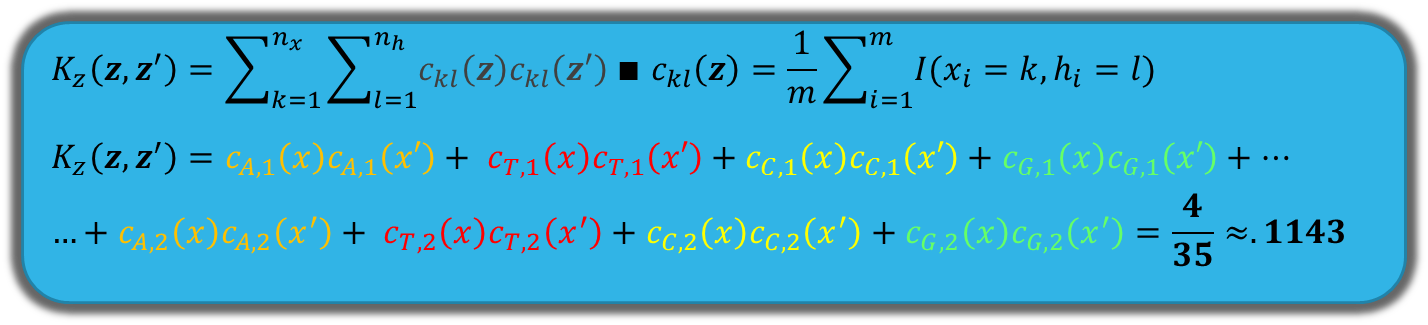 K_z(z, z′) = ∑_{k=1}^{n_x} ∑_{l=1}^{n_h} c_{kl}(z)c_{kl}(z′) ■ c_{kl}(z) = \frac{1}{m} ∑_{i=1}^{m} I(x_i = k, h_i = l)
K_z(z, z′) = c_{A,1}(x)c_{A,1}(x′) + c_{T,1}(x)c_{T,1}(x′) + c_{C,1}(x)c_{C,1}(x′) + c_{G,1}(x)c_{G,1}(x′) + ⋯
… + c_{A,2}(x)c_{A,2}(x′) + c_{T,2}(x)c_{T,2}(x′) + c_{C,2}(x)c_{C,2}(x′) + c_{G,2}(x)c_{G,2}(x′) = \frac{4}{35} ≈. 1143